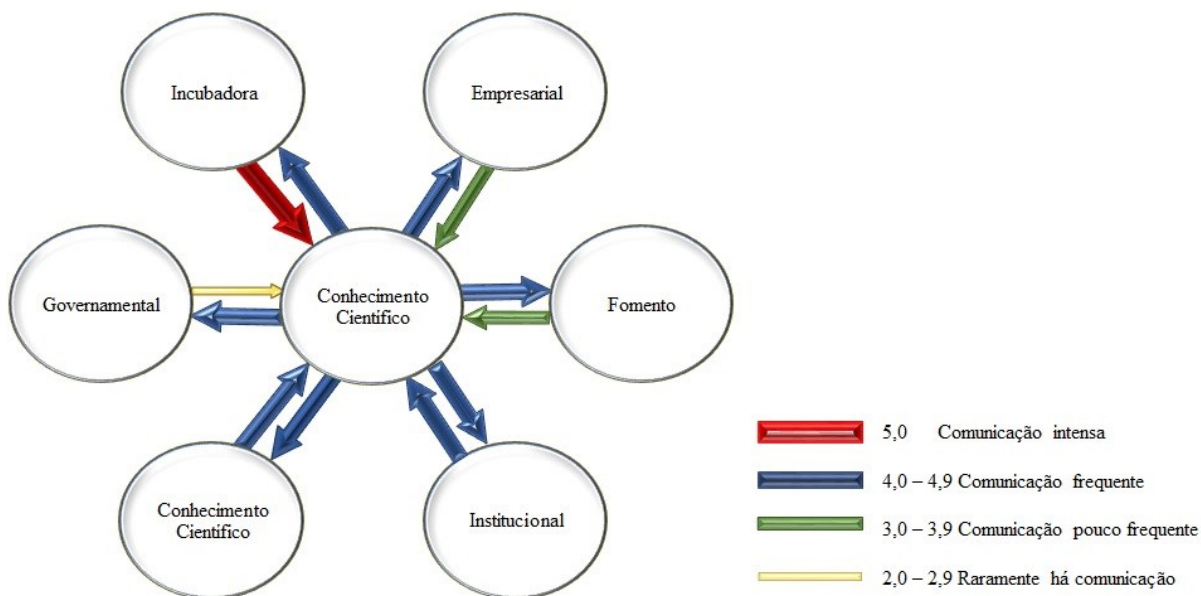 Incubadora
Empresarial
Governamental
Conhecimento
Científico
Fomento
Conhecimento
Científico
Institucional
5,0 Comunicação intensa
4,0 – 4,9 Comunicação frequente
3,0 – 3,9 Comunicação pouco frequente
2,0 – 2,9 Raramente há comunicação